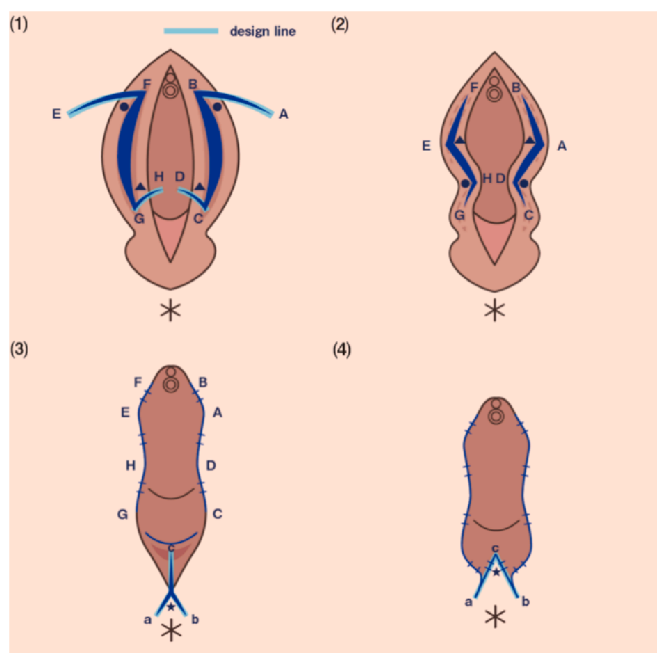 (1)
design line
F B
E A
H D
G C
(2)
F B
E A
H D
G C
(3)
F B
E A
H D
G C
c
a b
(4)
c
a b